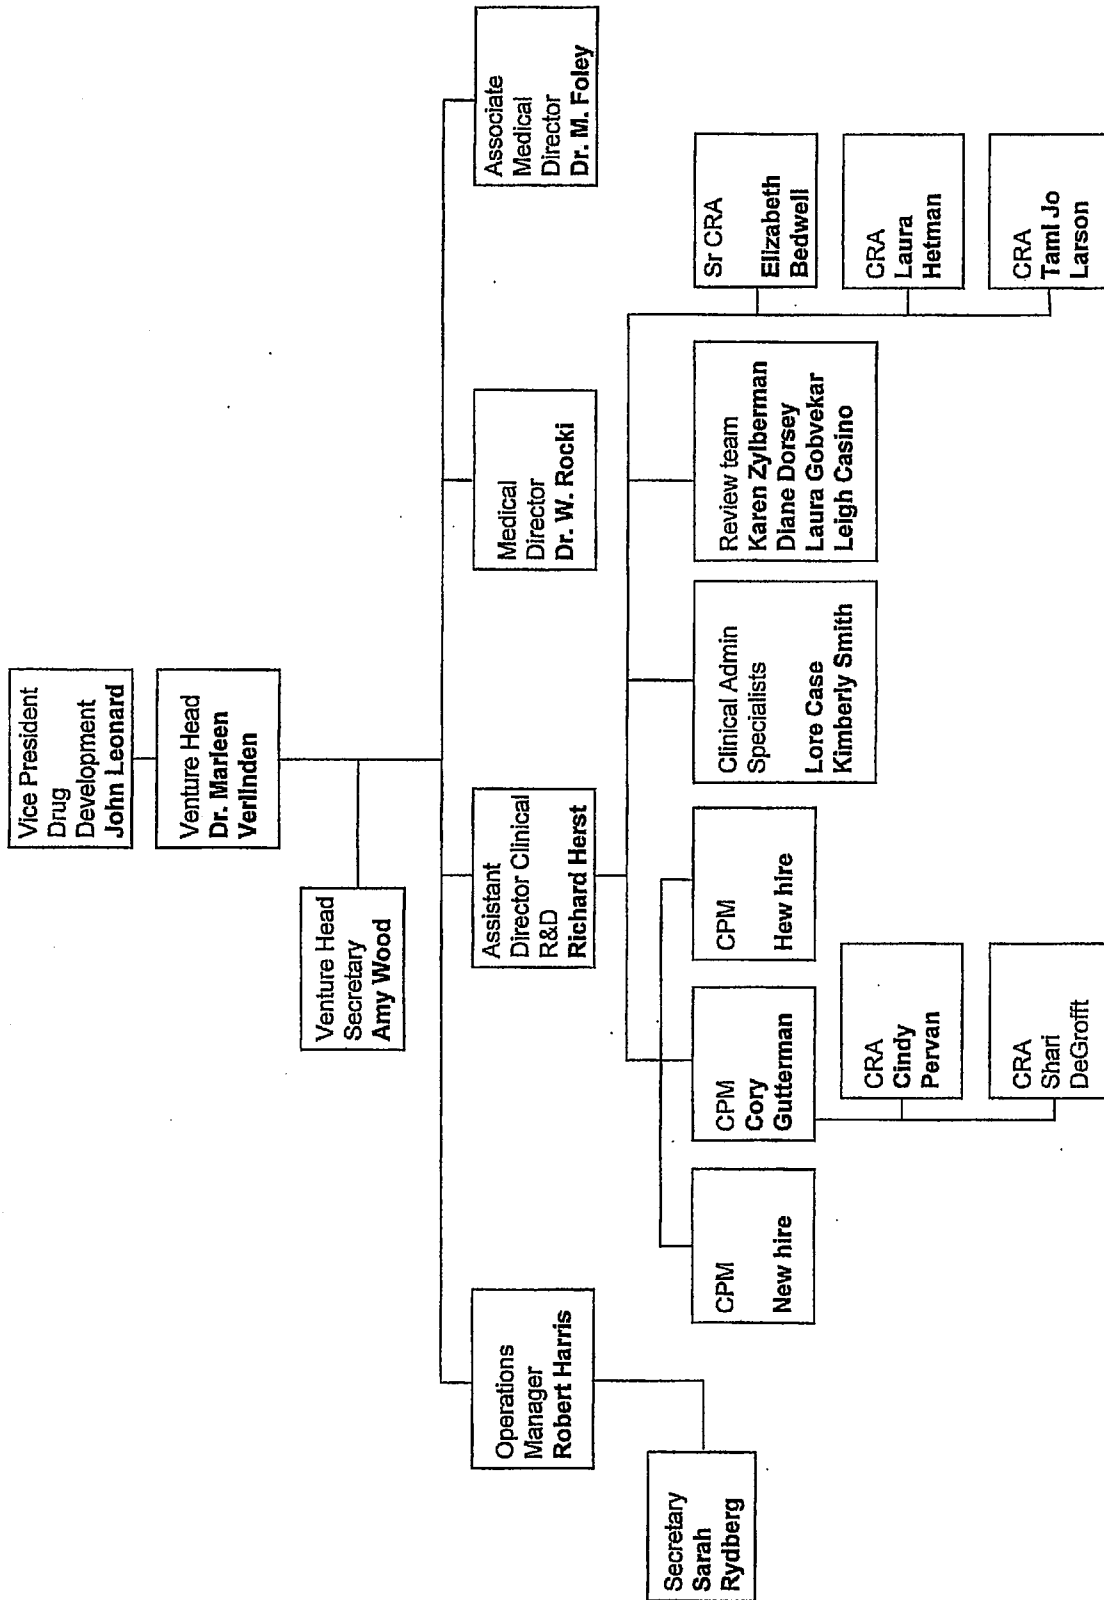 Vice President
Drug
Development
John Leonard
Venture Head
Dr. Marleen
Verlinden
Venture Head
Secretary
Amy Wood
Operations
Manager
Robert Harris
Assistant
Director Clinical
R&D
Richard Herst
Medical
Director
Dr. W. Rocki
Associate
Medical
Director
Dr. M. Foley
Secretary
Sarah
Rydberg
CPM
New hire
CPM
Cory
Gutterman
CPM
Hew hire
Clinical Admin
Specialists
Lore Case
Kimberly Smith
Review team
Karen Zylberman
Diane Dorsey
Laura Gobvekar
Leigh Casino
Sr CRA
Elizabeth
Bedwell
CRA
Cindy
Pervan
CRA
Laura
Hetman
CRA
Shari
DeGrofft
CRA
Taml Jo
Larson